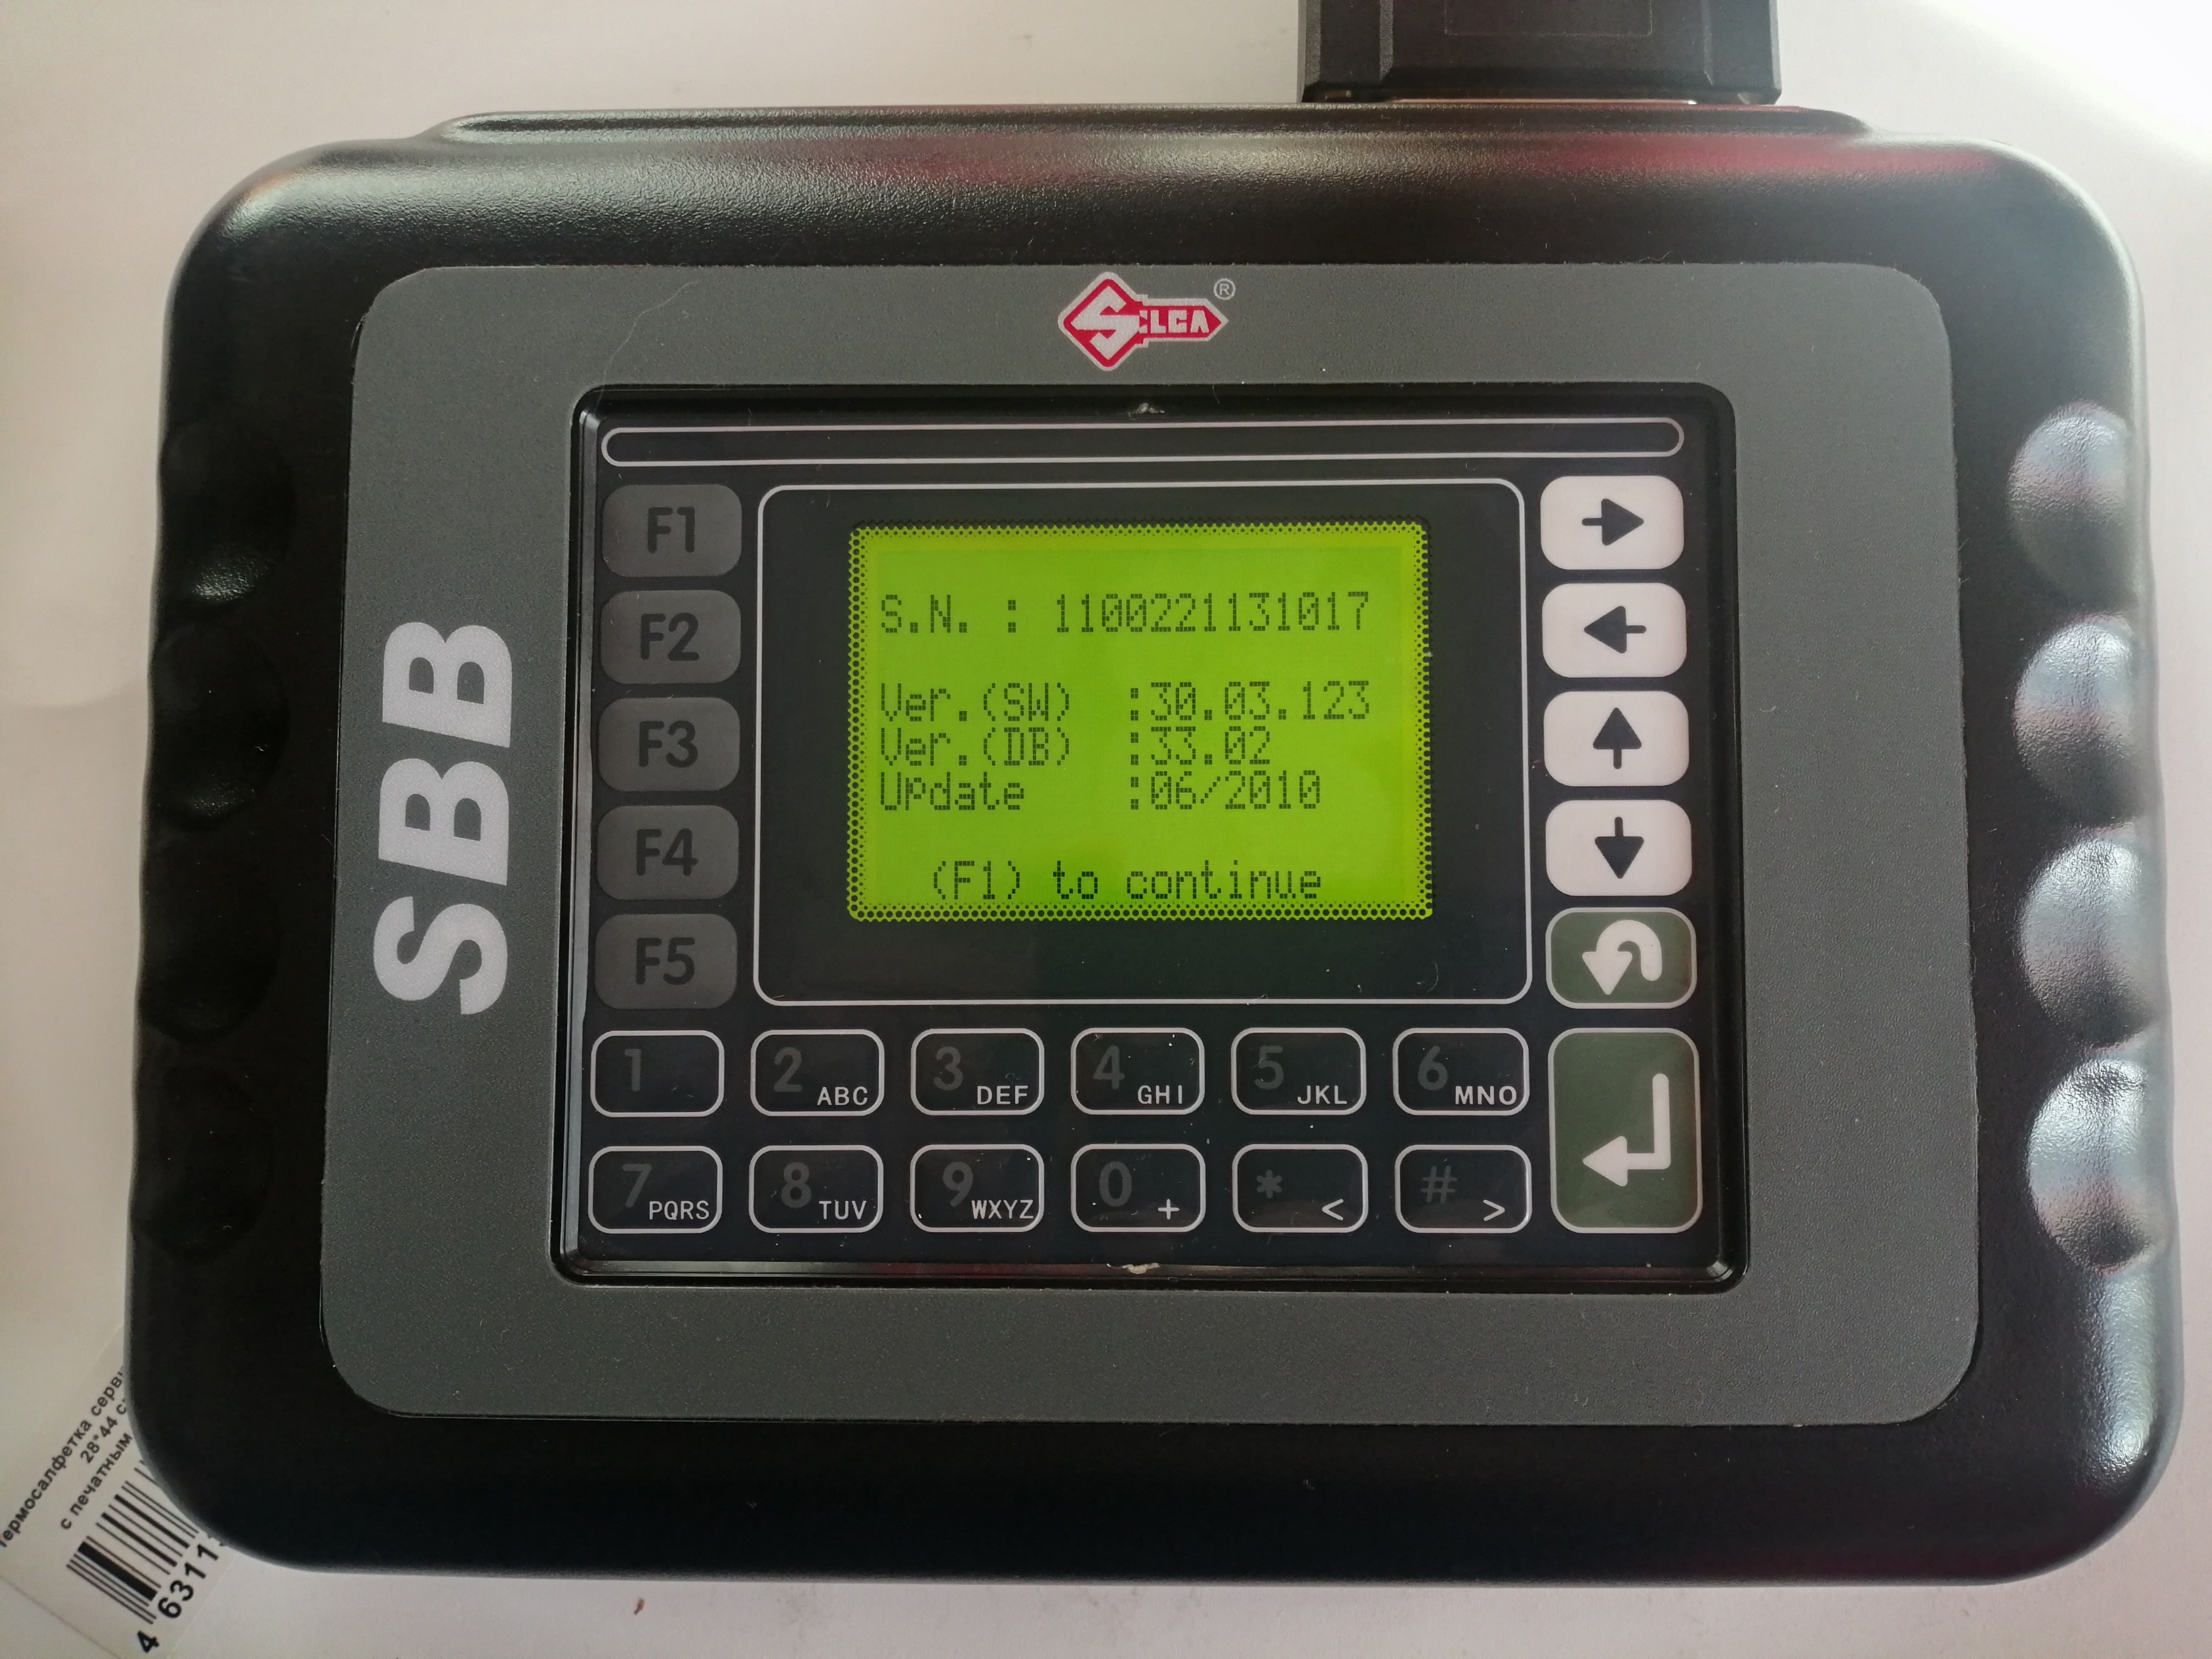 SILCA®
SBB
F1
F2
F3
F4
F5
S.N. : 1100221131017
Ver.(SW) :30.03.123
Ver.(DB) :33.02
Update :06/2010
(F1) to continue
1
2 ABC
3 DEF
4 GHI
5 JKL
6 MNO
7 PQRS
8 TUV
9 WXYZ
0 +
* <
# >
28*44
с печатным
4 6311